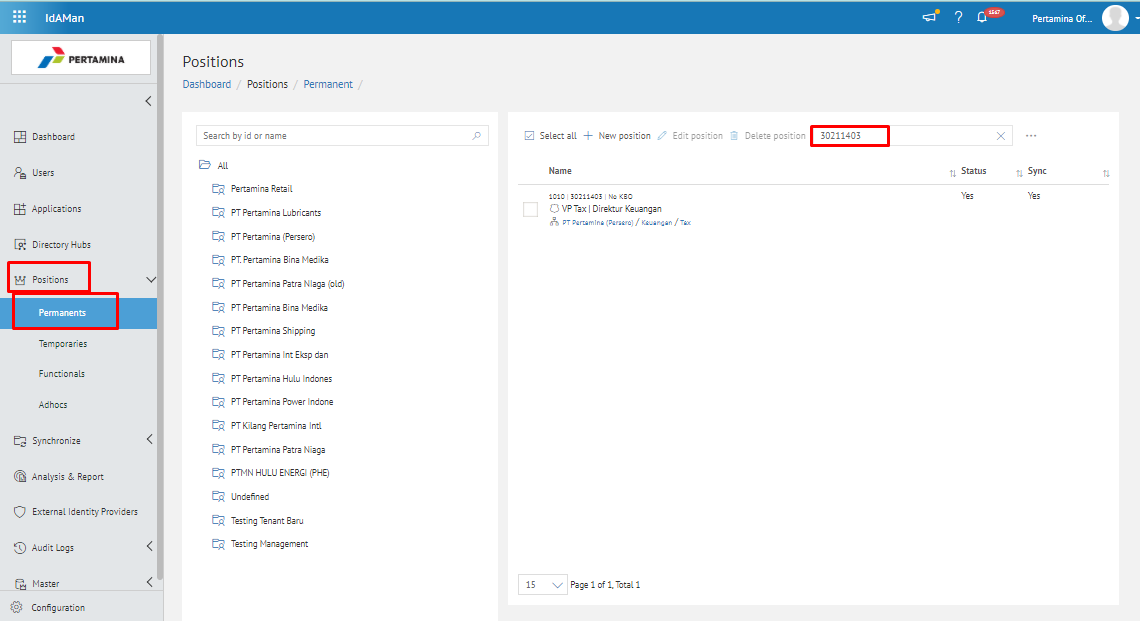 IdAMan
?
1567
Pertamina Of...
PERTAMINA
Dashboard
Users
Applications
Directory Hubs
Positions
Permanents
Temporaries
Functionals
Adhocs
Synchronize
Analysis & Report
External Identity Providers
Audit Logs
Master
Configuration
Positions
Dashboard / Positions / Permanent /
Search by id or name
All
Pertamina Retail
PT Pertamina Lubricants
PT Pertamina (Persero)
PT. Pertamina Bina Medika
PT Pertamina Patra Niaga (old)
PT Pertamina Bina Medika
PT Pertamina Shipping
PT Pertamina Int Eksp dan
PT Pertamina Hulu Indones
PT Pertamina Power Indone
PT Kilang Pertamina Intl
PT Pertamina Patra Niaga
PTMN HULU ENERGI (PHE)
Undefined
Testing Tenant Baru
Testing Management
Select all New position Edit position Delete position 30211403 ...
Name Status Sync
1010 | 30211403 | No KBO Yes Yes
VP Tax | Direktur Keuangan
PT Pertamina (Persero) / Keuangan / Tax
15 Page 1 of 1, Total 1